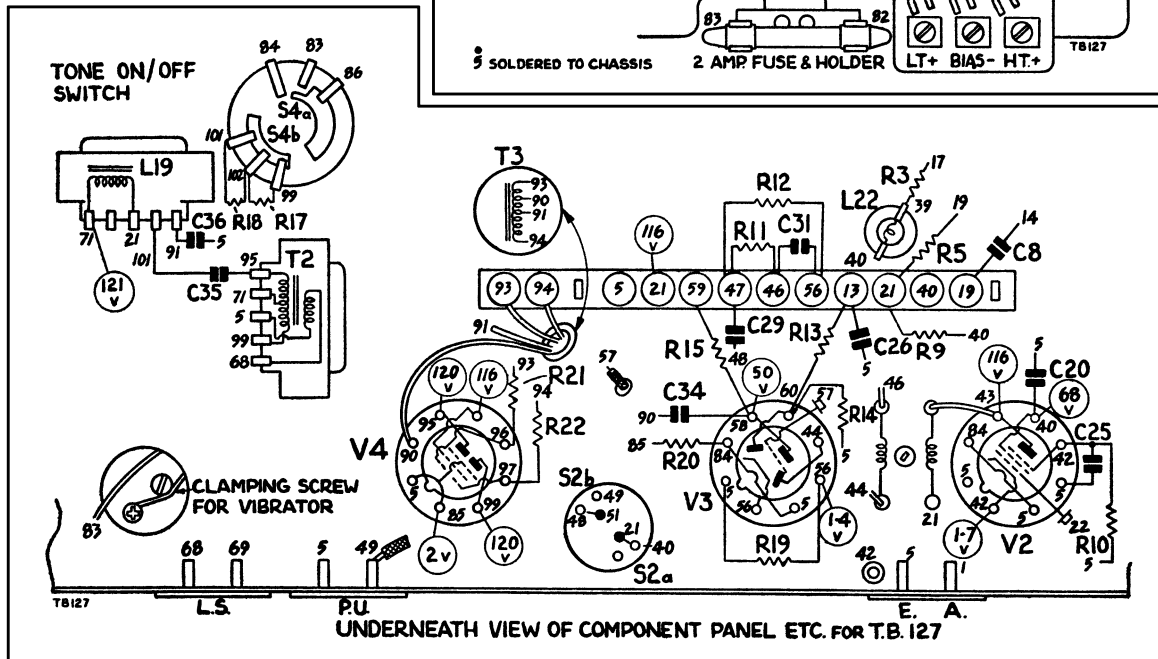 83
82
5 SOLDERED TO CHASSIS
2 AMP. FUSE & HOLDER
LT+ BIAS- HT.+
TB127
TONE ON/OFF
SWITCH
84
83
86
S4a
S4b
101
102
99
R18
R17
L19
71
21
91
C36
5
101
121
V
C35
T2
95
71
5
99
68
T3
93
90
91
94
116
V
R12
R11
C31
L22
R3
17
39
40
19
R5
14
C8
93
94
5
21
59
47
46
56
13
21
40
19
91
C29
48
R15
R13
C26
5
R9
40
57
93
R21
94
R22
120
V
116
V
95
96
97
99
85
5
90
V4
2V
120
V
C34
90
85
R20
50
V
60
57
58
44
84
56
5
56
5
R14
5
V3
1-4
V
R19
46
44
21
116
V
43
5
C20
68
V
84
40
42
C25
5
5
42
5
22
1-7
V
V2
R10
5
S2b
49
51
48
21
40
S2a
CLAMPING SCREW
FOR VIBRATOR
83
68
69
5
49
42
5
1
TB127
L.S.
P.U.
E.
A.
UNDERNEATH VIEW OF COMPONENT PANEL ETC. FOR T.B. 127